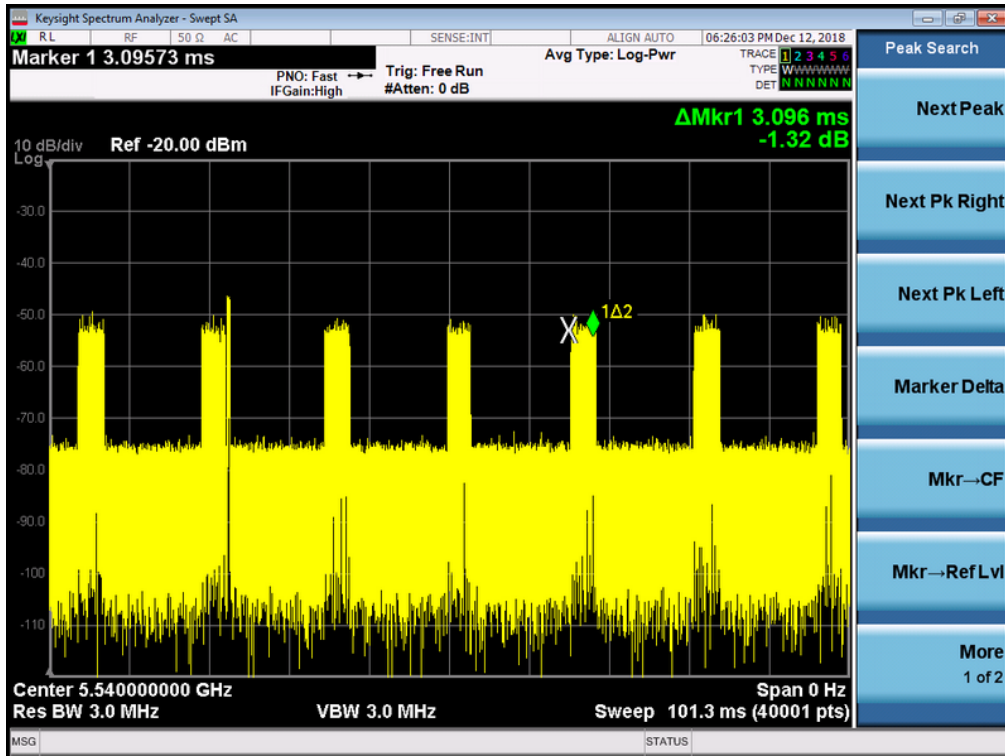 Keysight Spectrum Analyzer - Swept SA
LXI RL RF 50 Ω AC SENSE:INT ALIGN AUTO 06:26:03 PM Dec 12, 2018
Marker 1 3.09573 ms
PNO: Fast
IFGain:High
Trig: Free Run
#Atten: 0 dB
Avg Type: Log-Pwr
TRACE 1 2 3 4 5 6
TYPE WWWWWW
DET N N N N N N
ΔMkr1 3.096 ms
-1.32 dB
10 dB/div Ref -20.00 dBm
Log
-30.0
-40.0
-50.0
-60.0
-70.0
-80.0
-90.0
-100
-110
X
1Δ2
Center 5.540000000 GHz Span 0 Hz
Res BW 3.0 MHz VBW 3.0 MHz Sweep 101.3 ms (40001 pts)
MSG STATUS
Peak Search
Next Peak
Next Pk Right
Next Pk Left
Marker Delta
Mkr→CF
Mkr→Ref Lvl
More
1 of 2